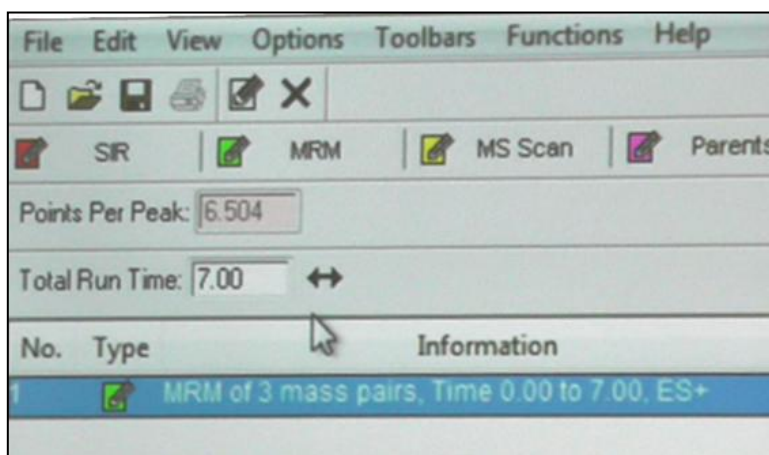 File Edit View Options Toolbars Functions Help
SIR MRM MS Scan Parents
Points Per Peak: 6.504
Total Run Time: 7.00
No. Type Information
1 MRM of 3 mass pairs, Time 0.00 to 7.00, ES+